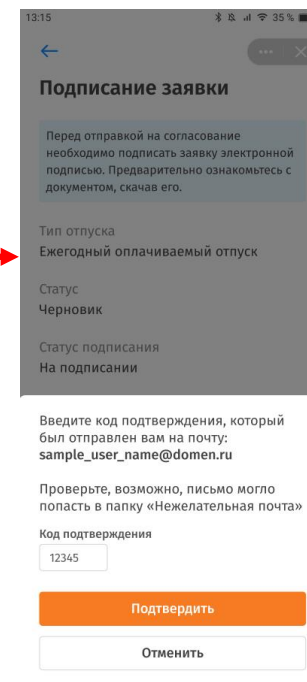 13:15
35 %
Подписание заявки
Перед отправкой на согласование
необходимо подписать заявку электронной
подписью. Предварительно ознакомьтесь с
документом, скачав его.
Тип отпуска
Ежегодный оплачиваемый отпуск
Статус
Черновик
Статус подписания
На подписании
Введите код подтверждения, который
был отправлен вам на почту:
sample_user_name@domen.ru
Проверьте, возможно, письмо могло
попасть в папку «Нежелательная почта»
Код подтверждения
12345
Подтвердить
Отменить